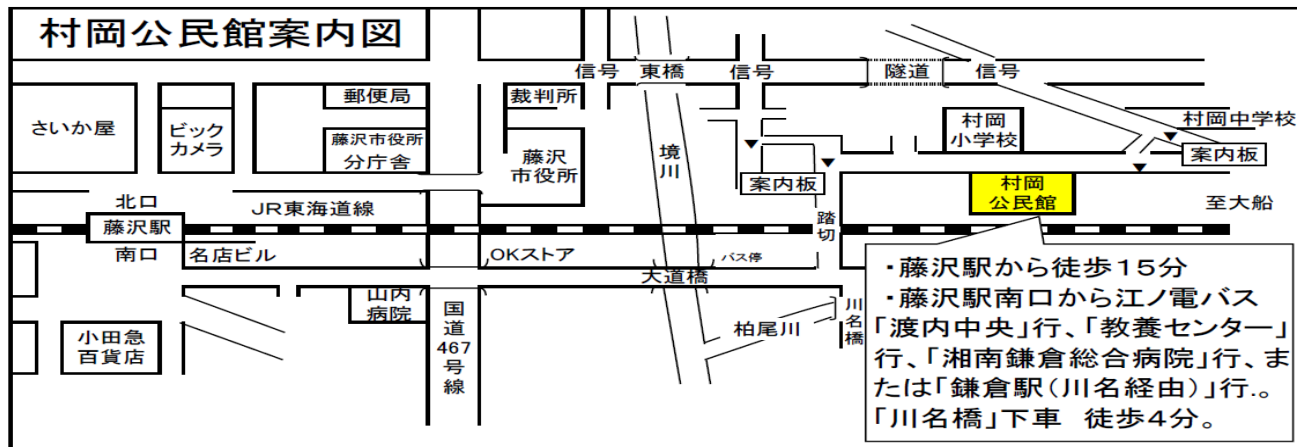 村岡公民館案内図
信号
東橋
信号
隧道
信号
さいか屋
ビック
カメラ
郵便局
藤沢市役所
分庁舎
裁判所
藤沢
市役所
境川
案内板
村岡
小学校
村岡中学校
案内板
村岡
公民館
至大船
北口
JR東海道線
藤沢駅
南口
名店ビル
OKストア
バス停
踏切
大道橋
山内
病院
国道467号線
柏尾川
川名橋
小田急
百貨店
・藤沢駅から徒歩15分
・藤沢駅南口から江ノ電バス
「渡内中央」行、「教養センター」
行、「湘南鎌倉総合病院」行、ま
たは「鎌倉駅(川名経由)」行.。
「川名橋」下車 徒歩4分。